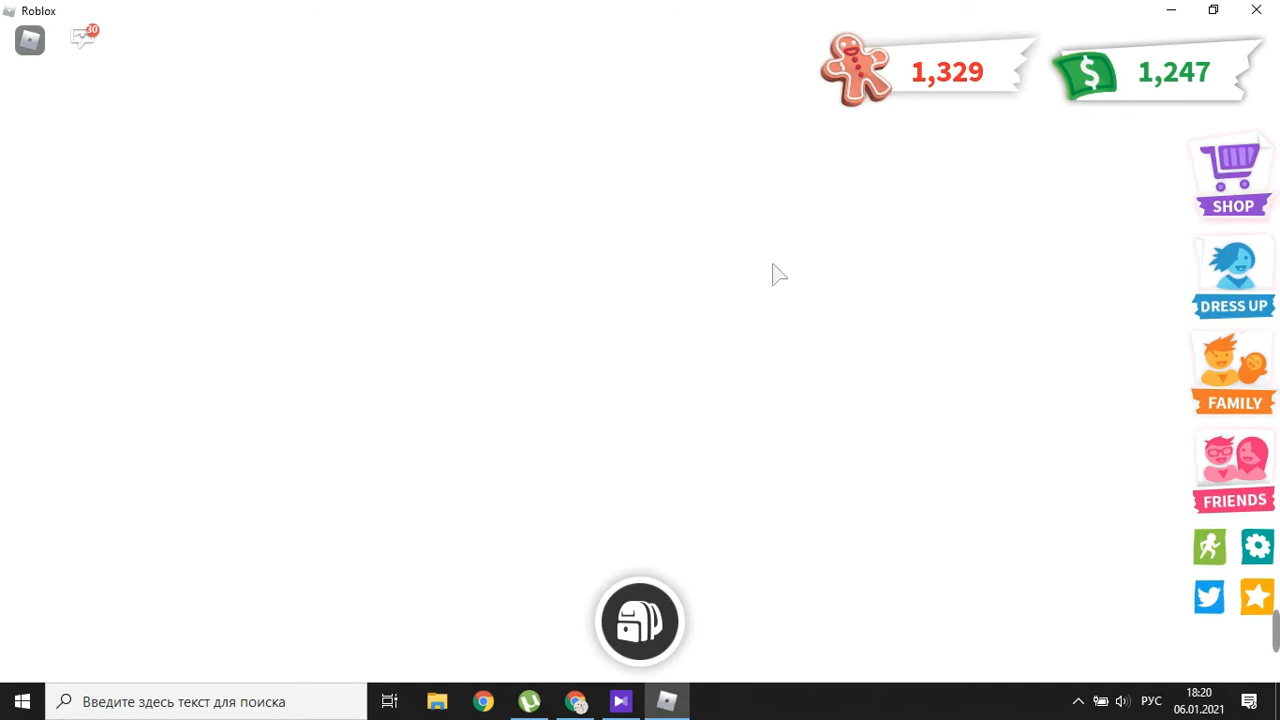 Roblox
30
1,329
$ 1,247
SHOP
DRESS UP
FAMILY
FRIENDS
Введите здесь текст для поиска
РУС
18:20
06.01.2021